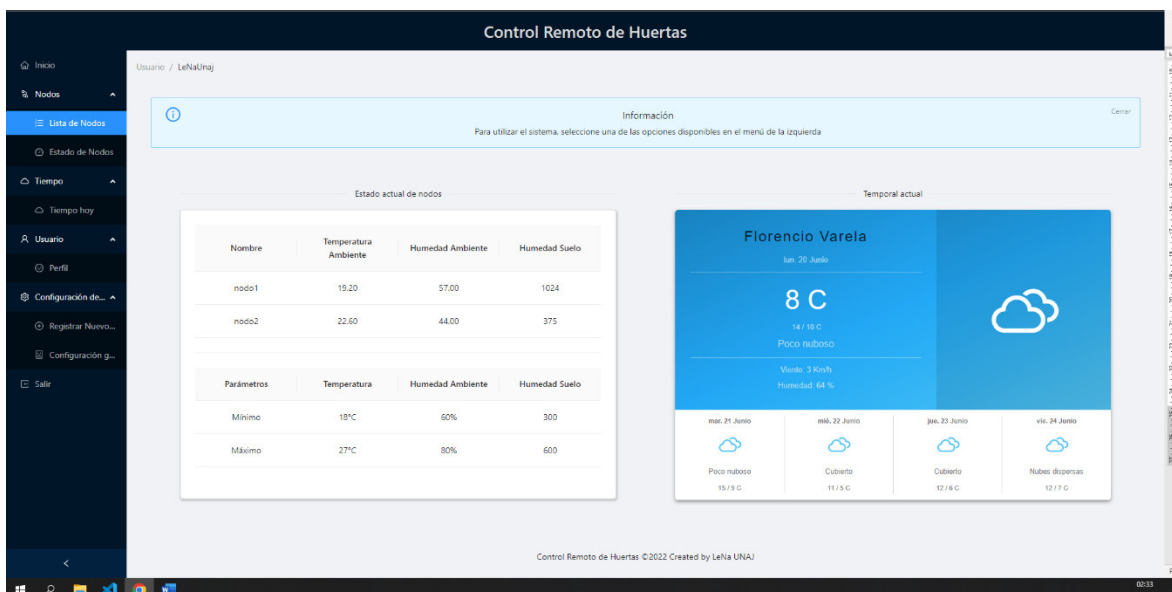 Control Remoto de Huertas
Inicio
Nodos
Lista de Nodos
Estado de Nodos
Tiempo
Tiempo hoy
Usuario
Perfil
Configuración de...
Registrar Nuevo...
Configuración g...
Salir
Usuario / LeNaUnaj
Información
Cerrar
Para utilizar el sistema, seleccione una de las opciones disponibles en el menú de la izquierda
Estado actual de nodos
Nombre Temperatura Ambiente Humedad Ambiente Humedad Suelo
nodo1 19.20 57.00 1024
nodo2 22.60 44.00 375
Parámetros Temperatura Humedad Ambiente Humedad Suelo
Mínimo 18°C 60% 300
Máximo 27°C 80% 600
Temporal actual
Florencio Varela
lun. 20 Junio
8 C
14 / 10 C
Poco nuboso
Viento: 3 Km/h
Humedad: 64 %
mar. 21 Junio mié. 22 Junio jue. 23 Junio vie. 24 Junio
Poco nuboso Cubierto Cubierto Nubes dispersas
11 / 5 C 12 / 6 C 12 / 7 C
Control Remoto de Huertas ©2022 Created by LeNa UNAJ
02:33